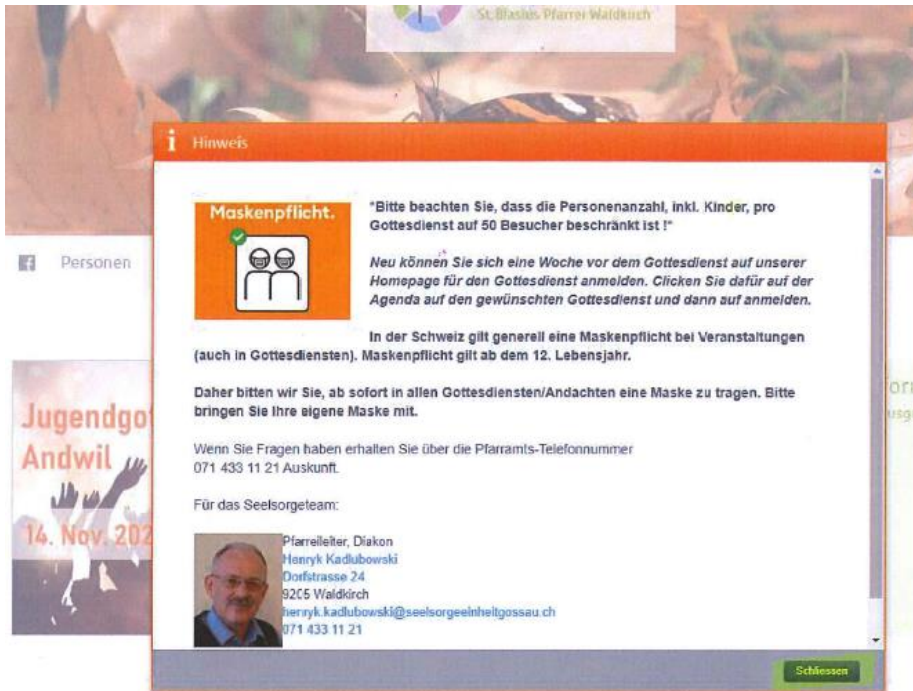 St. Blasius Pfarrei Waldkirch
i Hinweis
Maskenpflicht.
"Bitte beachten Sie, dass die Personenanzahl, inkl. Kinder, pro
Gottesdienst auf 50 Besucher beschränkt ist !"
Neu können Sie sich eine Woche vor dem Gottesdienst auf unserer
Homepage für den Gottesdienst anmelden. Clicken Sie dafür auf der
Agenda auf den gewünschten Gottesdienst und dann auf anmelden.
In der Schweiz gilt generell eine Maskenpflicht bei Veranstaltungen
(auch in Gottesdiensten). Maskenpflicht gilt ab dem 12. Lebensjahr.
Daher bitten wir Sie, ab sofort in allen Gottesdiensten/Andachten eine Maske zu tragen. Bitte
bringen Sie Ihre eigene Maske mit.
Wenn Sie Fragen haben erhalten Sie über die Pfarramts-Telefonnummer
071 433 11 21 Auskunft.
Für das Seelsorgeteam:
Pfarreileiter, Diakon
Henryk Kadlubowski
Dorfstrasse 24
9205 Waldkirch
henryk.kadlubowski@seelsorgeeinheitgossau.ch
071 433 11 21
Schliessen
f Personen
Jugendgo
Andwil
14. Nov. 202